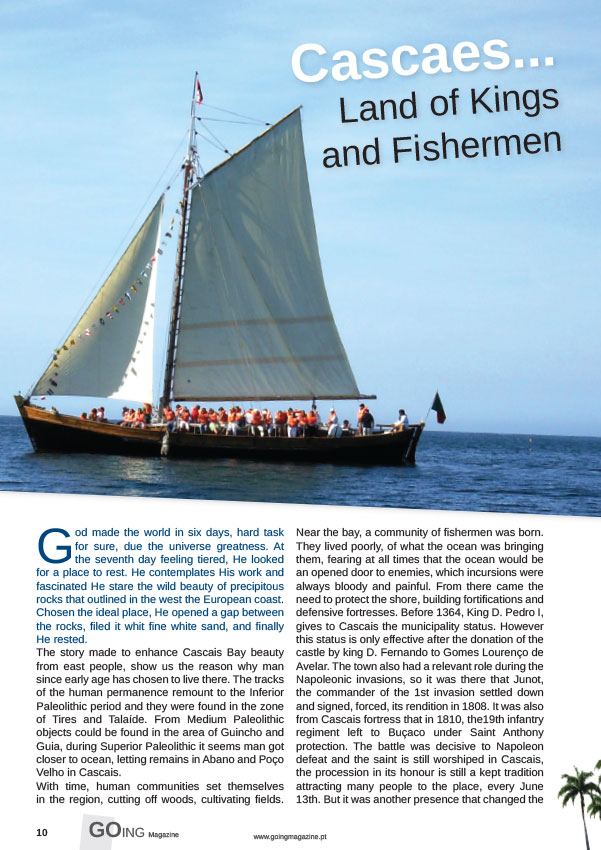 Cascaes...
Land of Kings
and Fishermen
God made the world in six days, hard task
for sure, due the universe greatness. At
the seventh day feeling tiered, He looked
for a place to rest. He contemplates His work and
fascinated He stare the wild beauty of precipitous
rocks that outlined in the west the European coast.
Chosen the ideal place, He opened a gap between
the rocks, filed it whit fine white sand, and finally
He rested.
The story made to enhance Cascais Bay beauty
from east people, show us the reason why man
since early age has chosen to live there. The tracks
of the human permanence remount to the Inferior
Paleolithic period and they were found in the zone
of Tires and Talaíde. From Medium Paleolithic
objects could be found in the area of Guincho and
Guia, during Superior Paleolithic it seems man got
closer to ocean, letting remains in Abano and Poço
Velho in Cascais.
With time, human communities set themselves
in the region, cutting off woods, cultivating fields.
Near the bay, a community of fishermen was born.
They lived poorly, of what the ocean was bringing
them, fearing at all times that the ocean would be
an opened door to enemies, which incursions were
always bloody and painful. From there came the
need to protect the shore, building fortifications and
defensive fortresses. Before 1364, King D. Pedro I,
gives to Cascais the municipality status. However
this status is only effective after the donation of the
castle by king D. Fernando to Gomes Lourenço de
Avelar. The town also had a relevant role during the
Napoleonic invasions, so it was there that Junot,
the commander of the 1st invasion settled down
and signed, forced, its rendition in 1808. It was also
from Cascais fortress that in 1810, the19th infantry
regiment left to Buçaco under Saint Anthony
protection. The battle was decisive to Napoleon
defeat and the saint is still worshiped in Cascais,
the procession in its honour is still a kept tradition
attracting many people to the place, every June
13th. But it was another presence that changed the
10
GOING Magazine
www.goingmagazine.pt